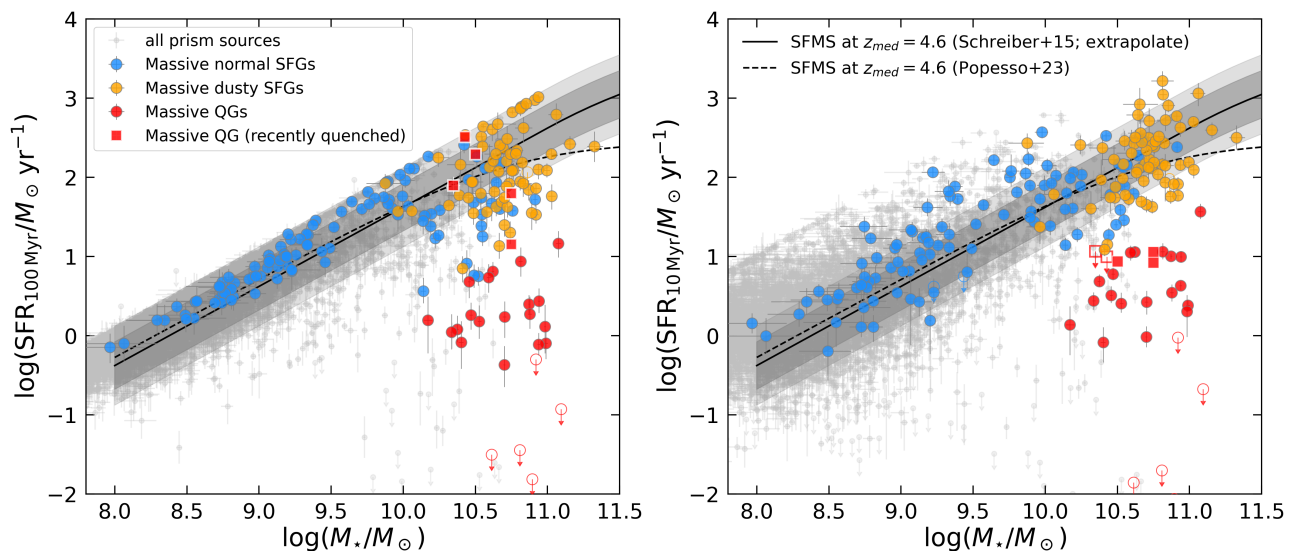 all prism sources
Massive normal SFGs
Massive dusty SFGs
Massive QGs
Massive QG (recently quenched)
4
3
2
1
0
−1
−2
log(SFR₁₀₀ Myr/M⊙ yr⁻¹)
8.0 8.5 9.0 9.5 10.0 10.5 11.0 11.5
log(M⋆/M⊙)
SFMS at z_med = 4.6 (Schreiber+15; extrapolate)
SFMS at z_med = 4.6 (Popesso+23)
4
3
2
1
0
−1
−2
log(SFR₁₀ Myr/M⊙ yr⁻¹)
8.0 8.5 9.0 9.5 10.0 10.5 11.0 11.5
log(M⋆/M⊙)